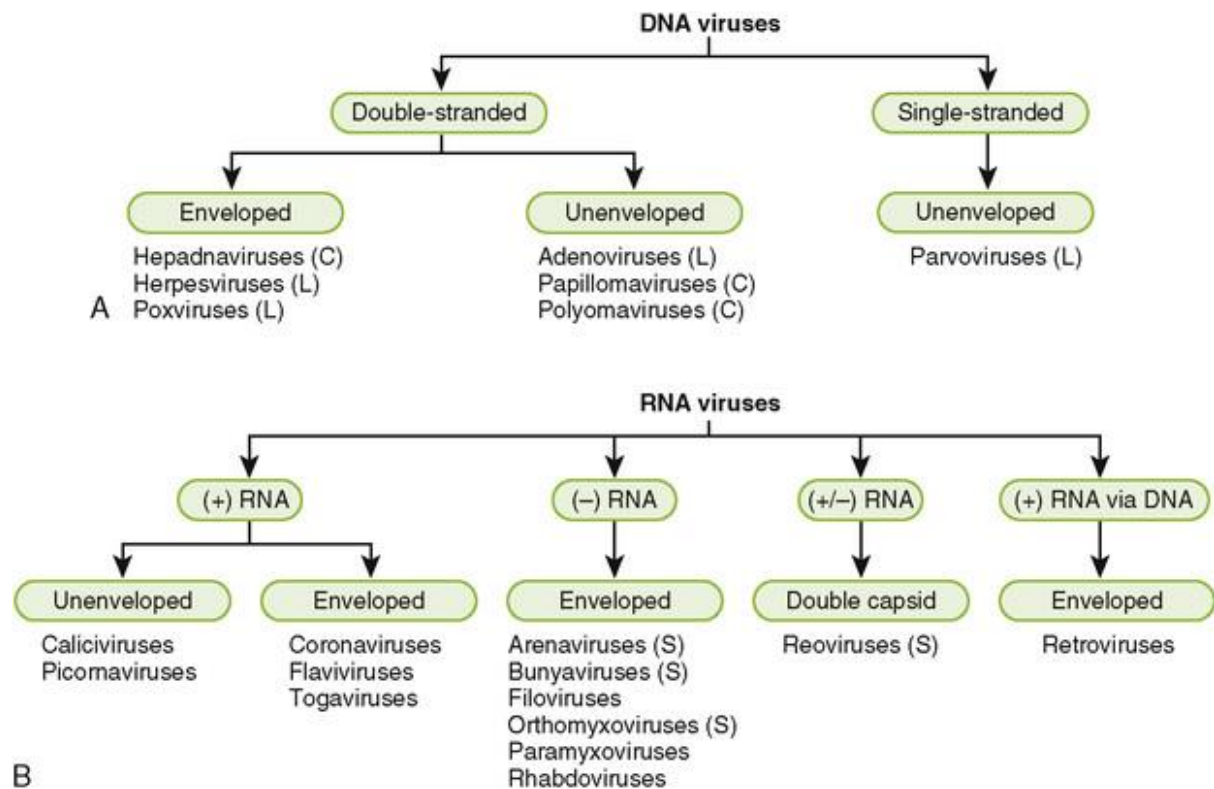 DNA viruses
Double-stranded
Single-stranded
Enveloped
Unenveloped
Unenveloped
Hepadnaviruses (C)
Herpesviruses (L)
Poxviruses (L)
Adenoviruses (L)
Papillomaviruses (C)
Polyomaviruses (C)
Parvoviruses (L)
A
RNA viruses
(+) RNA
(–) RNA
(+/–) RNA
(+) RNA via DNA
Unenveloped
Enveloped
Enveloped
Double capsid
Enveloped
Caliciviruses
Picornaviruses
Coronaviruses
Flaviviruses
Togaviruses
Arenaviruses (S)
Bunyaviruses (S)
Filoviruses
Orthomyxoviruses (S)
Paramyxoviruses
Rhabdoviruses
Reoviruses (S)
Retroviruses
B